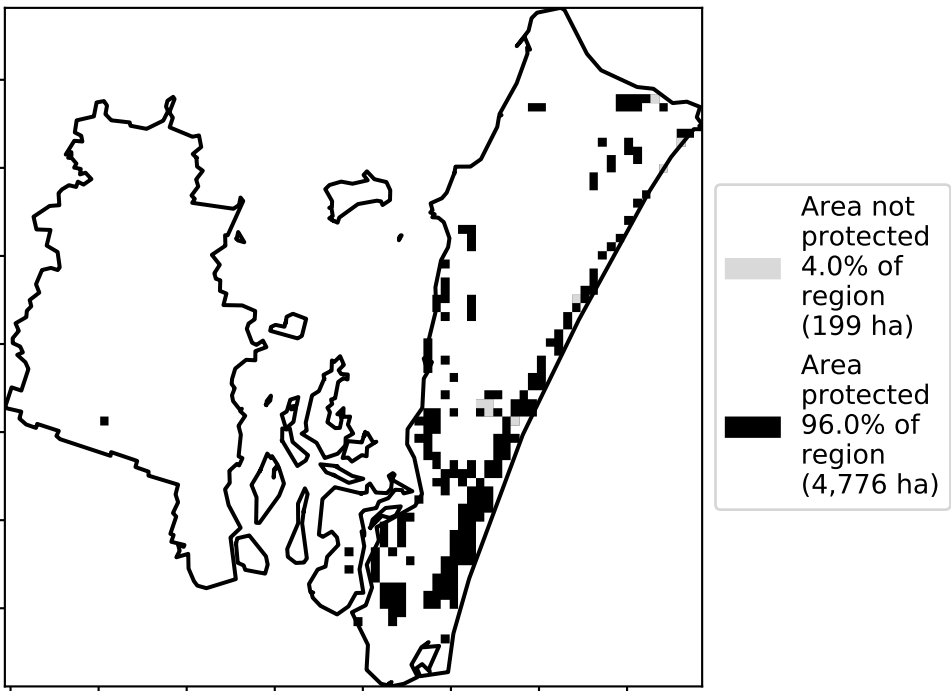 Area not
protected
4.0% of
region
(199 ha)
Area
protected
96.0% of
region
(4,776 ha)